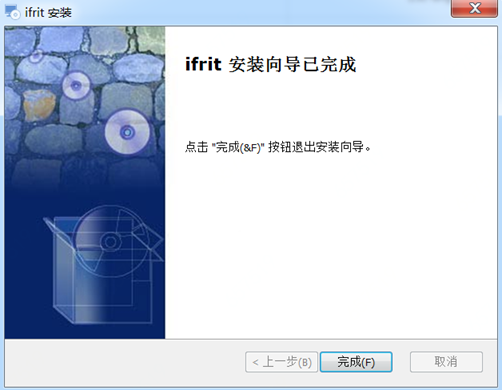 ifrit 安装
ifrit 安装向导已完成
点击 "完成(&F)" 按钮退出安装向导。
< 上一步(B)
完成(F)
取消